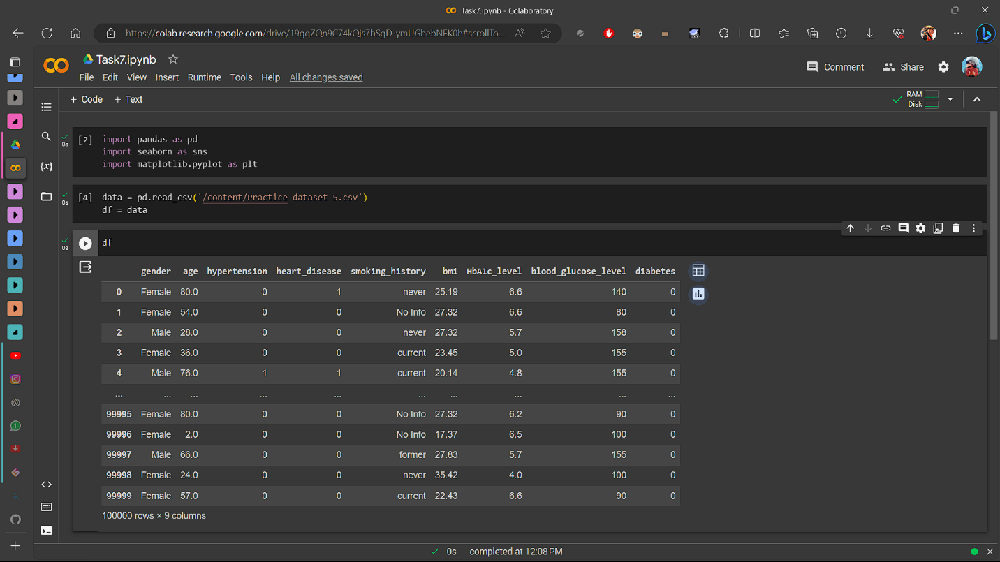 Task7.ipynb - Colaboratory
https://colab.research.google.com/drive/19gqZQn9C74kQjs7bSgD-ymUGbebNEK0h#scrollTo...
Task7.ipynb
File Edit View Insert Runtime Tools Help All changes saved
Comment Share
+ Code + Text
RAM
Disk
[2] import pandas as pd
import seaborn as sns
import matplotlib.pyplot as plt
0s
[4] data = pd.read_csv('/content/Practice dataset 5.csv')
df = data
0s
df
0s
gender age hypertension heart_disease smoking_history bmi HbA1c_level blood_glucose_level diabetes
0 Female 80.0 0 1 never 25.19 6.6 140 0
1 Female 54.0 0 0 No Info 27.32 6.6 80 0
2 Male 28.0 0 0 never 27.32 5.7 158 0
3 Female 36.0 0 0 current 23.45 5.0 155 0
4 Male 76.0 1 1 current 20.14 4.8 155 0
... ... ... ... ... ... ... ... ... ...
99995 Female 80.0 0 0 No Info 27.32 6.2 90 0
99996 Female 2.0 0 0 No Info 17.37 6.5 100 0
99997 Male 66.0 0 0 former 27.83 5.7 155 0
99998 Female 24.0 0 0 never 35.42 4.0 100 0
99999 Female 57.0 0 0 current 22.43 6.6 90 0
100000 rows × 9 columns
0s completed at 12:08 PM